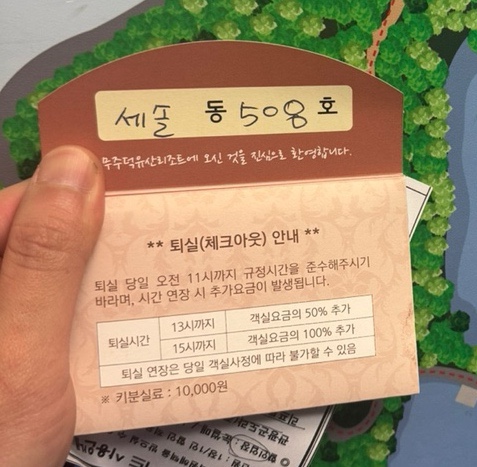 세솔 동 508 호
무주덕유산리조트에 오신 것을 진심으로 환영합니다.
** 퇴실(체크아웃) 안내 **
퇴실 당일 오전 11시까지 규정시간을 준수해주시기
바라며, 시간 연장 시 추가요금이 발생됩니다.
퇴실시간 13시까지 객실요금의 50% 추가
15시까지 객실요금의 100% 추가
퇴실 연장은 당일 객실사정에 따라 불가할 수 있음
※ 키분실료 : 10,000원